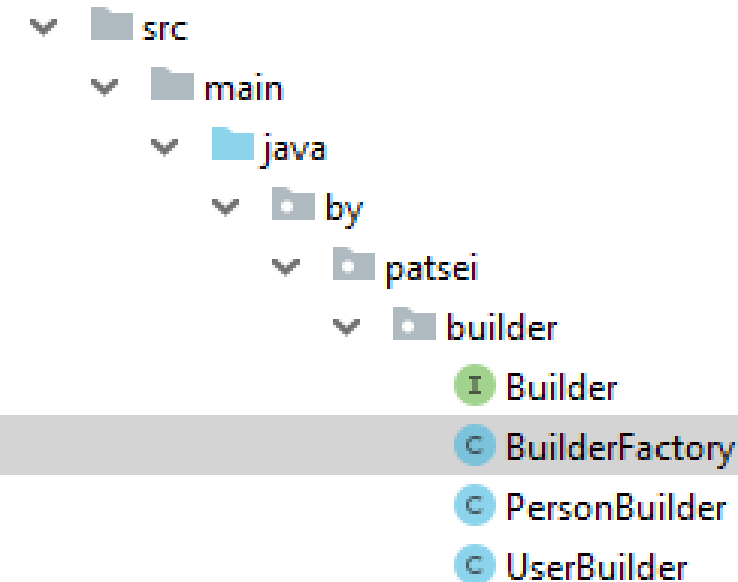 src
main
java
by
patsei
builder
I Builder
C BuilderFactory
C PersonBuilder
C UserBuilder